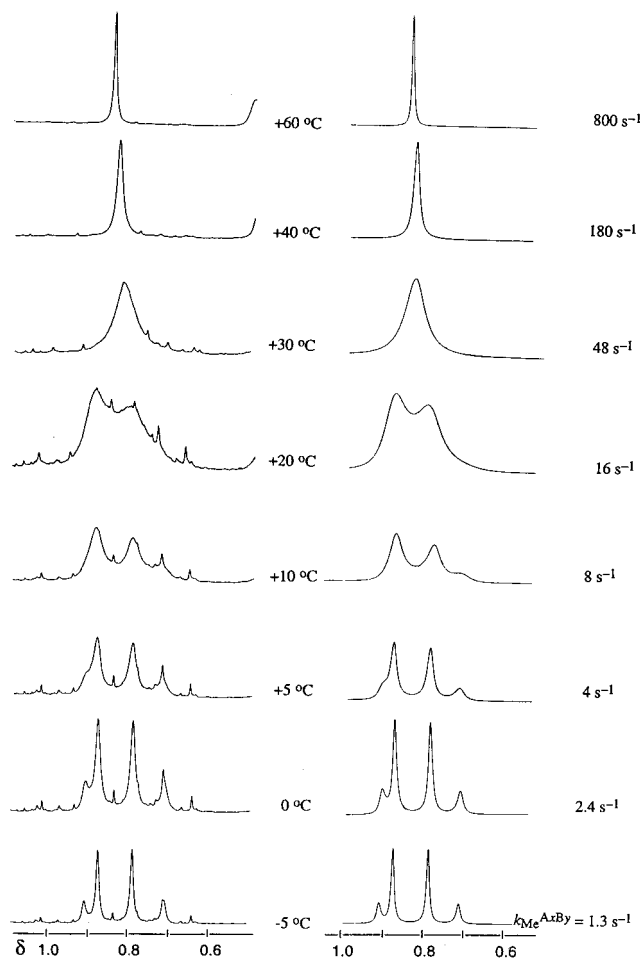 +60 °C 800 s⁻¹
+40 °C 180 s⁻¹
+30 °C 48 s⁻¹
+20 °C 16 s⁻¹
+10 °C 8 s⁻¹
+5 °C 4 s⁻¹
0 °C 2.4 s⁻¹
-5 °C kMeAxBy = 1.3 s⁻¹
δ 1.0 0.8 0.6 1.0 0.8 0.6